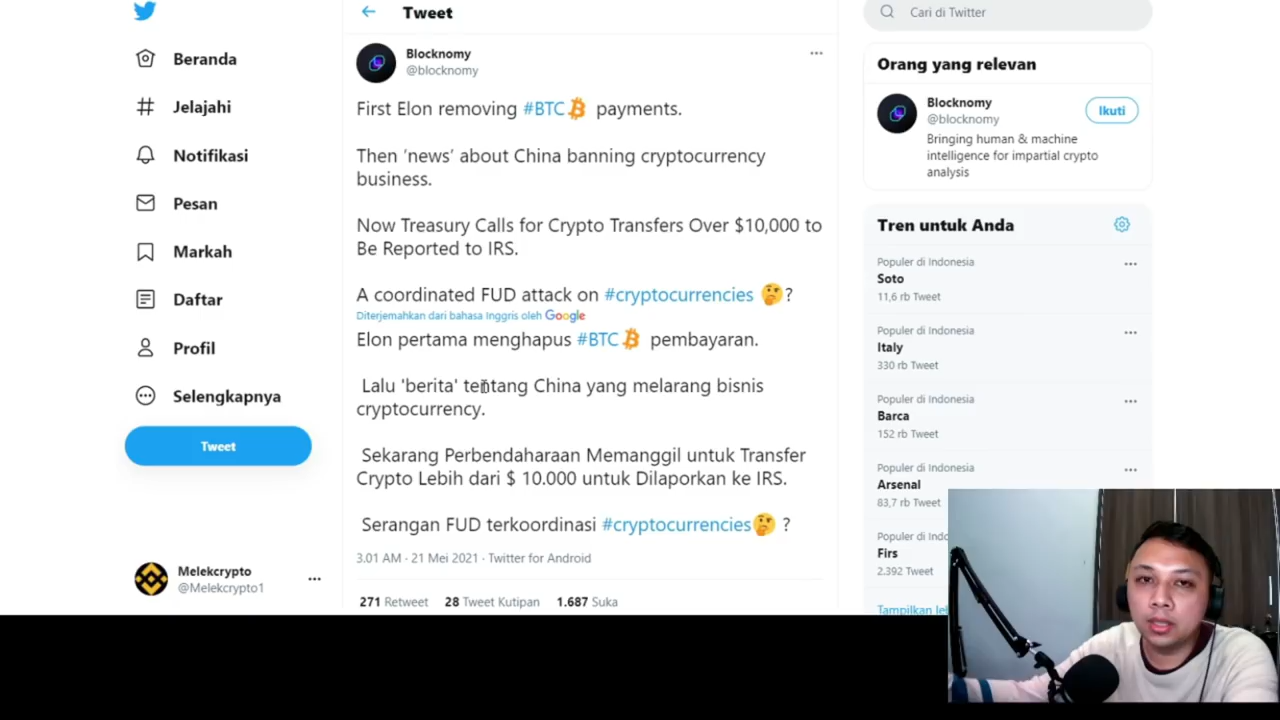 Tweet
Cari di Twitter
Beranda
Jelajahi
Notifikasi
Pesan
Markah
Daftar
Profil
Selengkapnya
Tweet
Melekcrypto
@Melekcrypto1
Blocknomy
@blocknomy
First Elon removing #BTC payments.
Then ‘news’ about China banning cryptocurrency
business.
Now Treasury Calls for Crypto Transfers Over $10,000 to
Be Reported to IRS.
A coordinated FUD attack on #cryptocurrencies 🤔?
Diterjemahkan dari bahasa Inggris oleh Google
Elon pertama menghapus #BTC pembayaran.
Lalu 'berita' tentang China yang melarang bisnis
cryptocurrency.
Sekarang Perbendaharaan Memanggil untuk Transfer
Crypto Lebih dari $ 10.000 untuk Dilaporkan ke IRS.
Serangan FUD terkoordinasi #cryptocurrencies🤔 ?
3.01 AM · 21 Mei 2021 · Twitter for Android
271 Retweet 28 Tweet Kutipan 1.687 Suka
Orang yang relevan
Blocknomy
@blocknomy
Ikuti
Bringing human & machine
intelligence for impartial crypto
analysis
Tren untuk Anda
Populer di Indonesia
Soto
11,6 rb Tweet
Populer di Indonesia
Italy
330 rb Tweet
Populer di Indonesia
Barca
152 rb Tweet
Populer di Indonesia
Arsenal
83,7 rb Tweet
Populer di Indo
Firs
2.392 Tweet
Tampilkan le